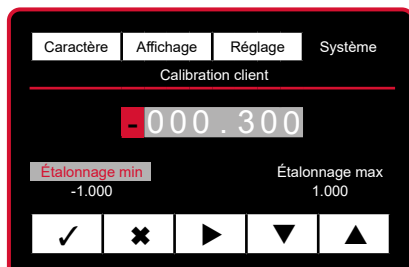 Caractère Affichage Réglage Système
Calibration client
-000.300
Étalonnage min Étalonnage max
-1.000 1.000